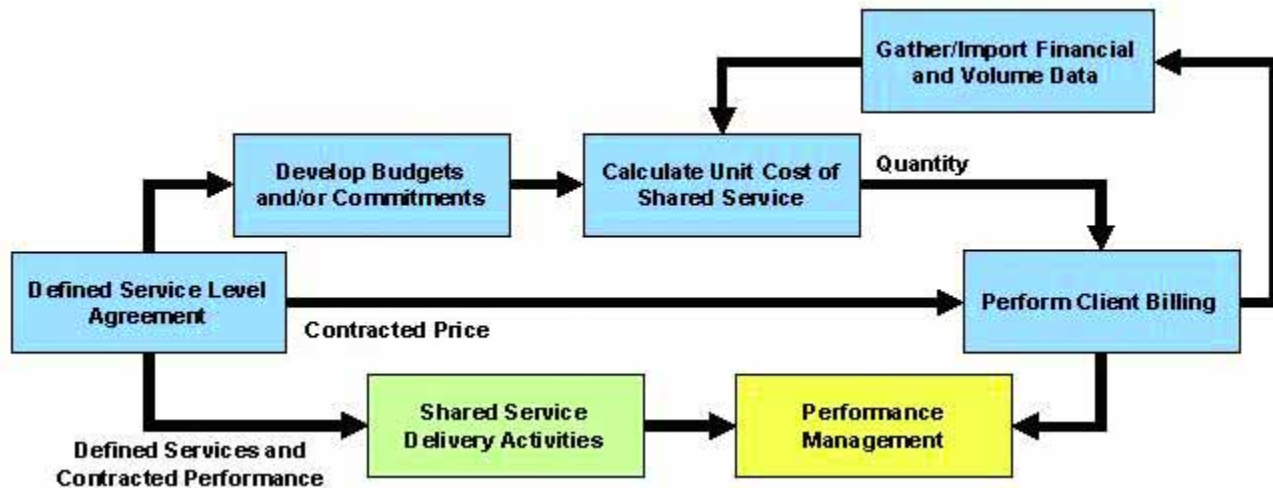 Gather/Import Financial
and Volume Data
Develop Budgets
and/or Commitments
Calculate Unit Cost of
Shared Service
Quantity
Defined Service Level
Agreement
Contracted Price
Perform Client Billing
Shared Service
Delivery Activities
Performance
Management
Defined Services and
Contracted Performance